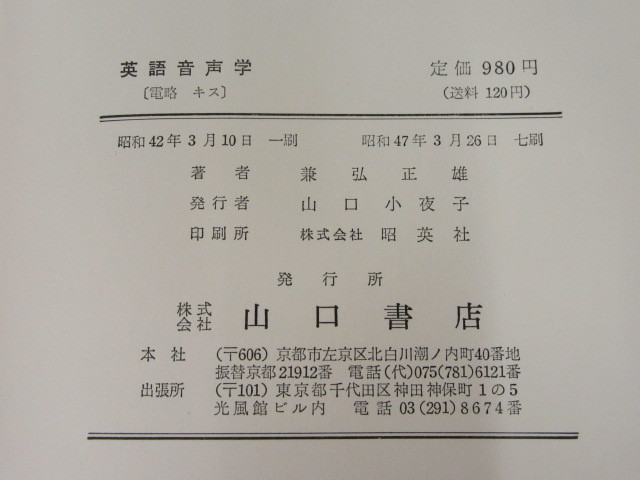 英語音声学 定価 980円
〔電略 キス〕 (送料 120円)
昭和42年3月10日 一刷 昭和47年3月26日 七刷
著者 兼弘正雄
発行者 山口小夜子
印刷所 株式会社 昭英社
発行所
株式会社 山口書店
本社 (〒606) 京都市左京区北白川潮ノ内町40番地
振替京都21912番 電話(代)075(781)6121番
出張所 (〒101) 東京都千代田区神田神保町1の5
光風館ビル内 電話 03(291)8674番